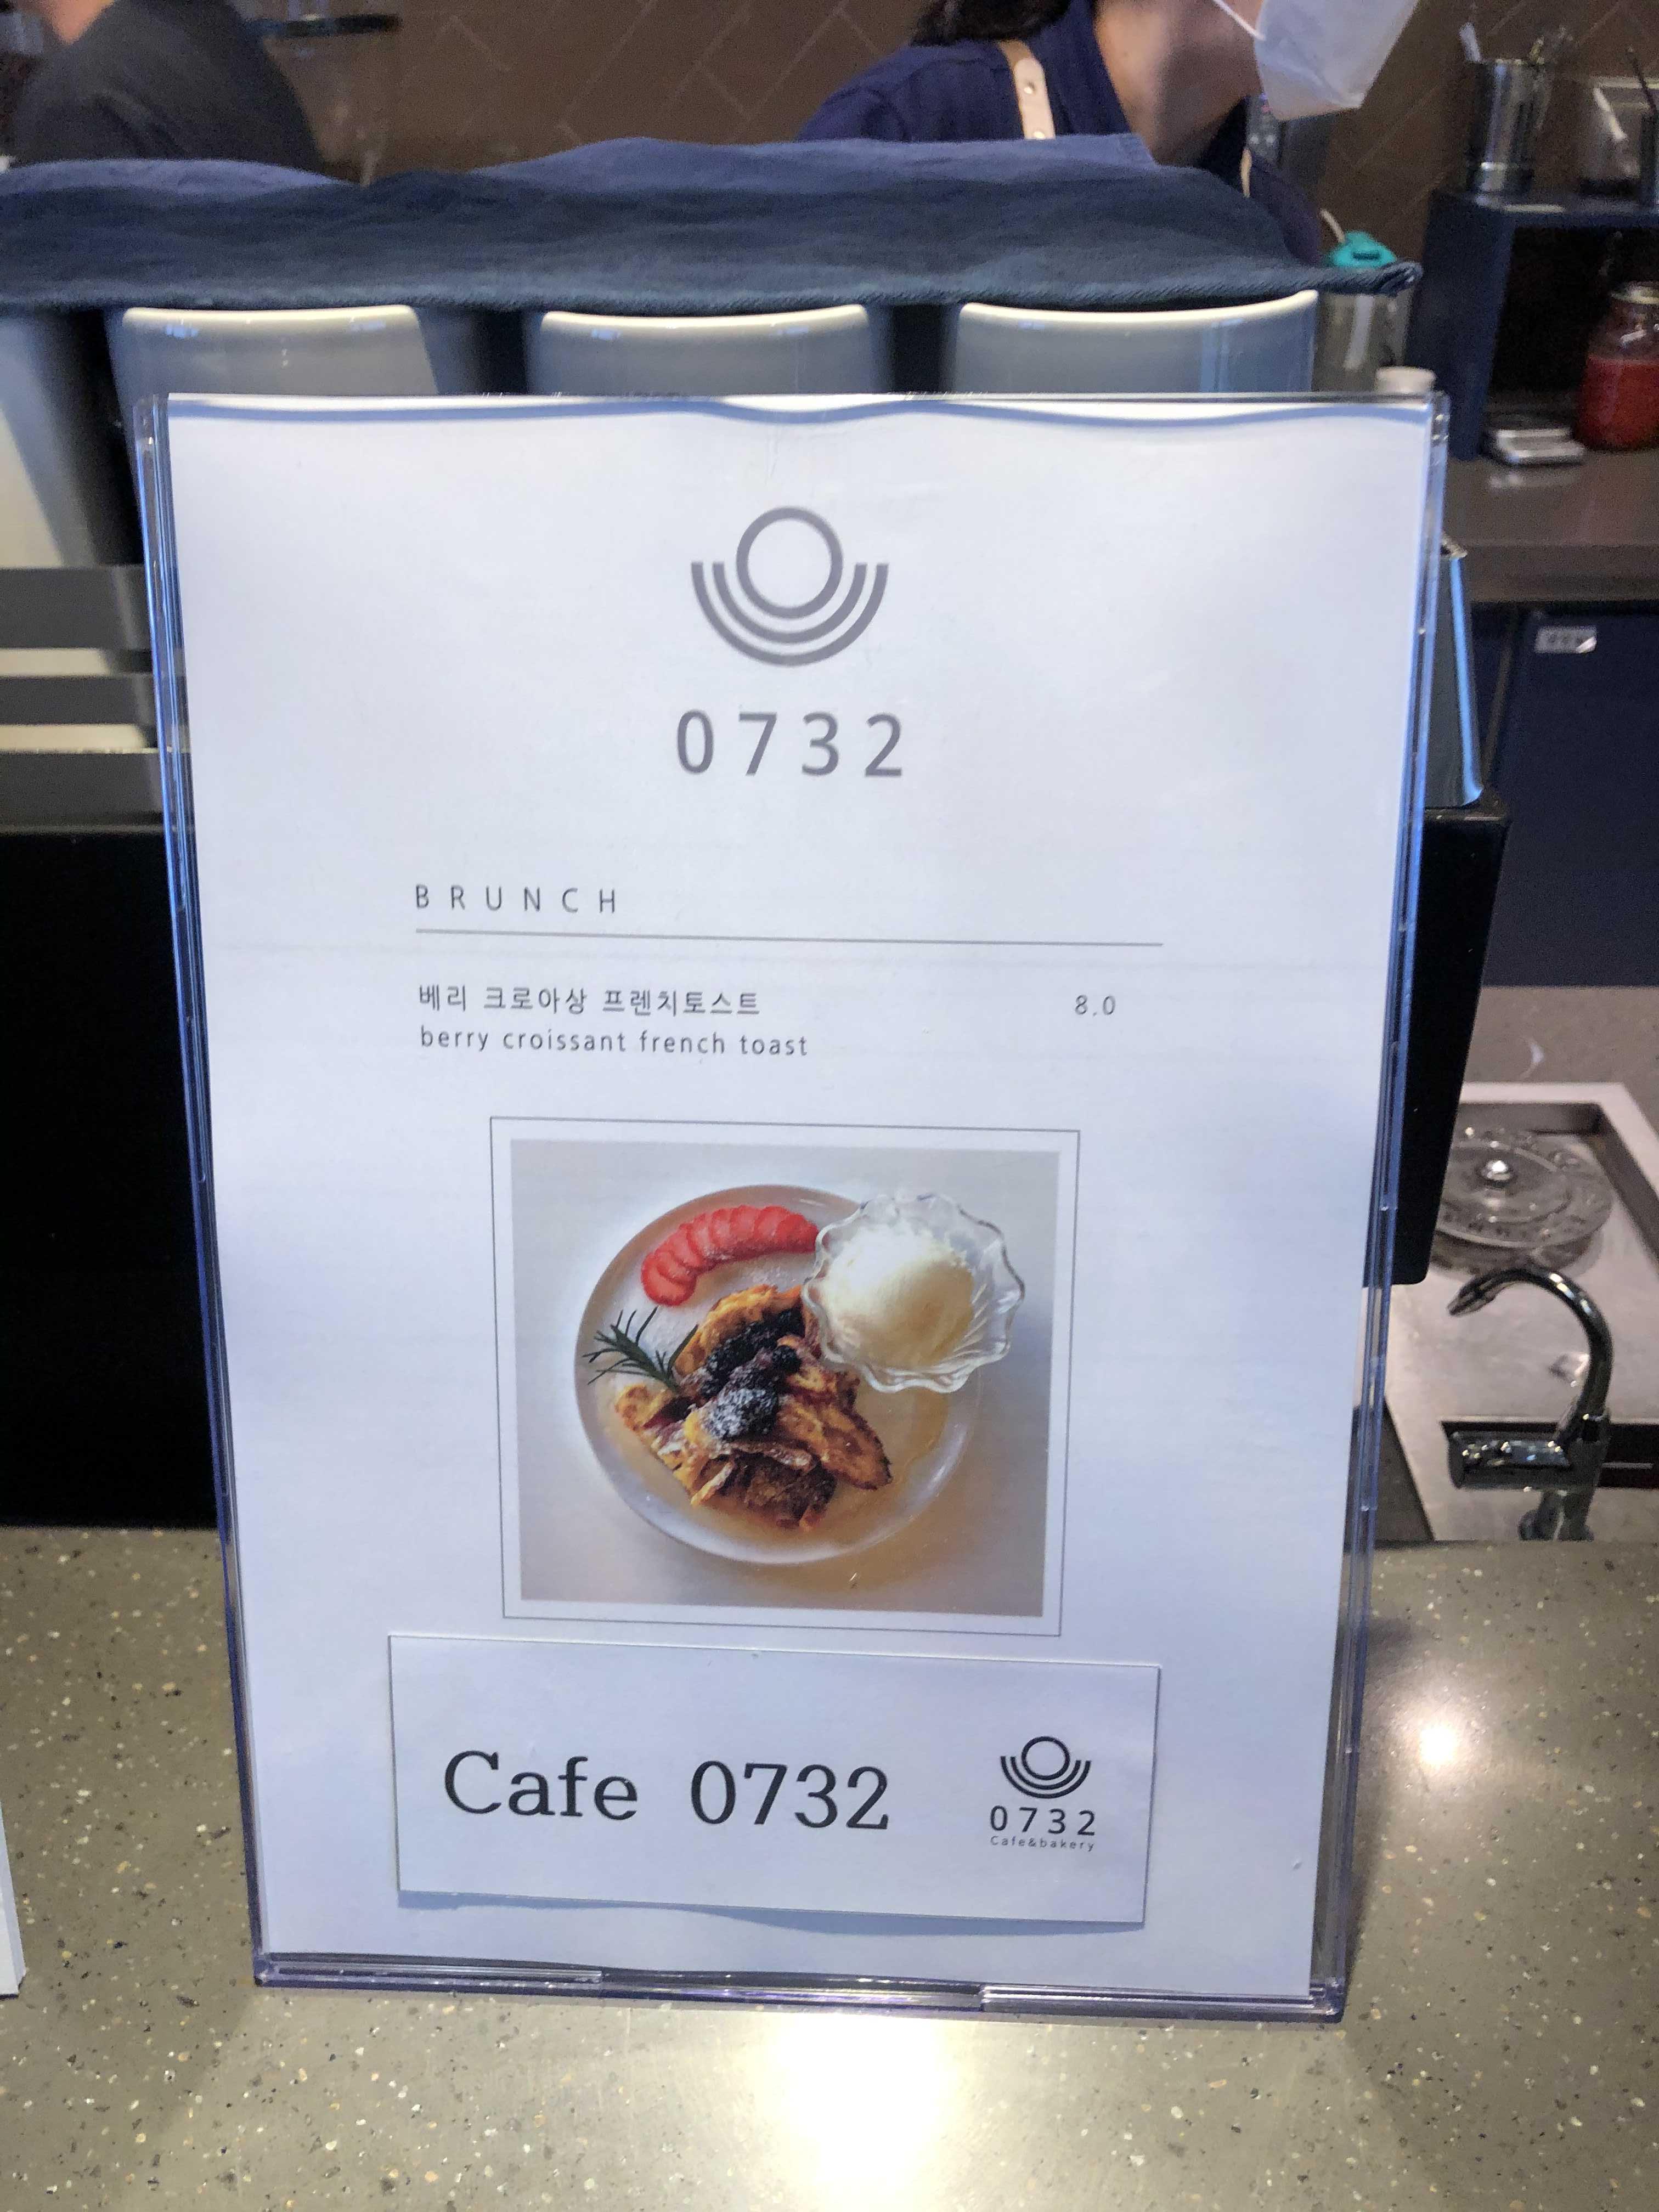 0732
BRUNCH
베리 크로아상 프렌치토스트 8.0
berry croissant french toast
Cafe 0732
0732
Cafe&bakery